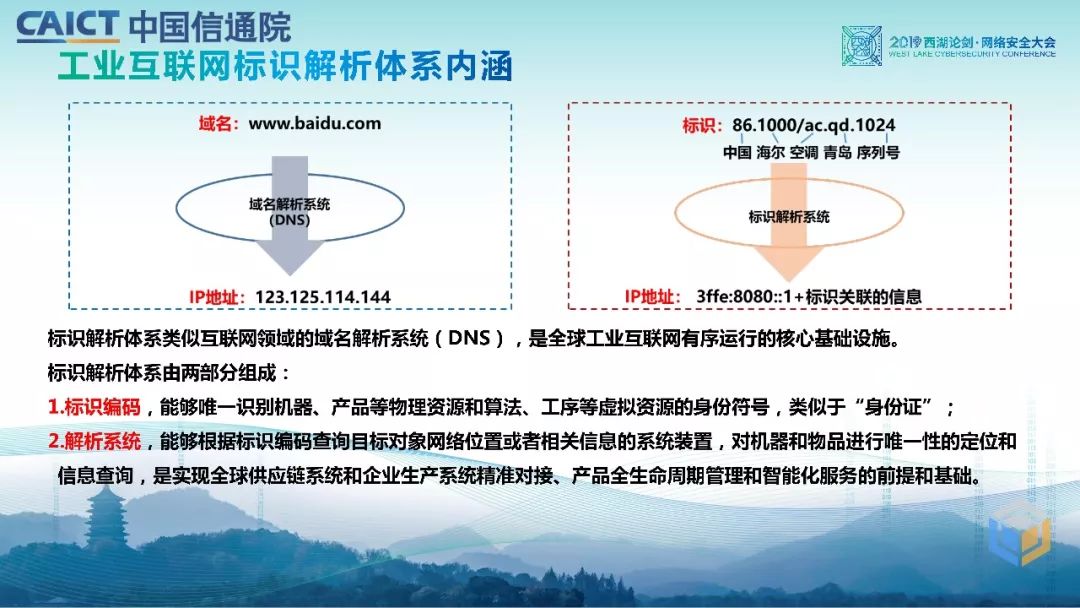 CAICT 中国信通院
工业互联网标识解析体系内涵
2019西湖论剑·网络安全大会
WEST LAKE CYBERSECURITY CONFERENCE
域名：www.baidu.com
域名解析系统
(DNS)
IP地址：123.125.114.144
标识：86.1000/ac.qd.1024
中国 海尔 空调 青岛 序列号
标识解析系统
IP地址： 3ffe:8080::1+标识关联的信息
标识解析体系类似互联网领域的域名解析系统（DNS），是全球工业互联网有序运行的核心基础设施。
标识解析体系由两部分组成：
1.标识编码，能够唯一识别机器、产品等物理资源和算法、工序等虚拟资源的身份符号，类似于“身份证”；
2.解析系统，能够根据标识编码查询目标对象网络位置或者相关信息的系统装置，对机器和物品进行唯一性的定位和
信息查询，是实现全球供应链系统和企业生产系统精准对接、产品全生命周期管理和智能化服务的前提和基础。